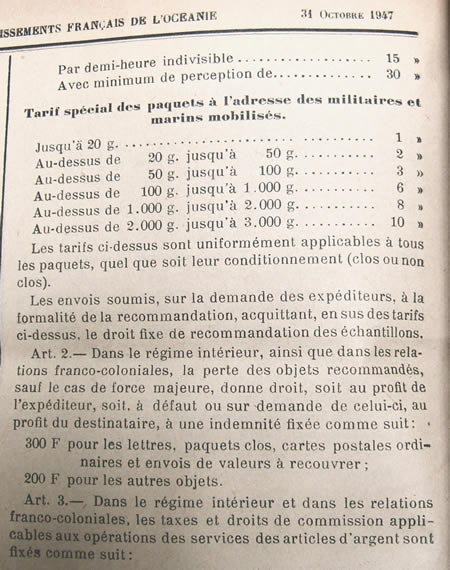 ISSEMENTS FRANÇAIS DE L'OCEANIE 31 OCTOBRE 1947
Par demi-heure indivisible ................ 15 »
Avec minimum de perception de............. 30 »
Tarif spécial des paquets à l'adresse des militaires et
marins mobilisés.
Jusqu'à 20 g. ............................. 1 »
Au-dessus de 20 g. jusqu'à 50 g. ........... 2 »
Au-dessus de 50 g. jusqu'à 100 g. ........... 3 »
Au-dessus de 100 g. jusqu'à 1.000 g. ........... 6 »
Au-dessus de 1.000 g. jusqu'à 2.000 g. ........... 8 »
Au-dessus de 2.000 g. jusqu'à 3.000 g. ........... 10 »
Les tarifs ci-dessus sont uniformément applicables à tous
les paquets, quel que soit leur conditionnement (clos ou non
clos).
Les envois soumis, sur la demande des expéditeurs, à la
formalité de la recommandation, acquittant, en sus des tarifs
ci-dessus, le droit fixe de recommandation des échantillons.
Art. 2.— Dans le régime intérieur, ainsi que dans les rela-
tions franco-coloniales, la perte des objets recommandés,
sauf le cas de force majeure, donne droit, soit au profit de
l'expéditeur, soit, à défaut ou sur demande de celui-ci, au
profit du destinataire, à une indemnité fixée comme suit:
300 F pour les lettres, paquets clos, cartes postales ordi-
naires et envois de valeurs à recouvrer ;
200 F pour les autres objets.
Art. 3.— Dans le régime intérieur et dans les relations
franco-coloniales, les taxes et droits de commission appli-
cables aux opérations des services des articles d'argent sont
fixés comme suit :